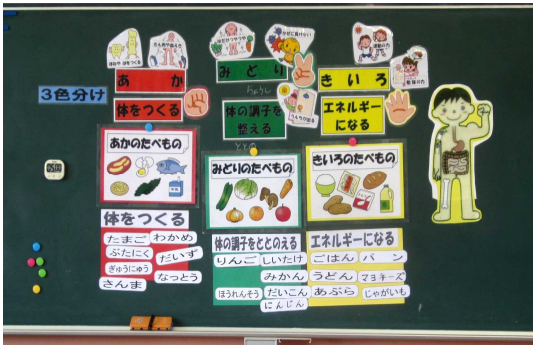 ３色分け
あか
体をつくる
あかのたべもの
体をつくる
たまご
わかめ
ぶたにく
だいず
ぎゅうにゅう
なっとう
さんま
みどり
ちょうし
体の調子を
整える
ととの
みどりのたべもの
体の調子をととのえる
りんご
しいたけ
みかん
ほうれんそう
だいこん
にんじん
きいろ
エネルギー
になる
きいろのたべもの
エネルギーになる
ごはん
パン
うどん
マヨネーズ
あぶら
じゃがいも